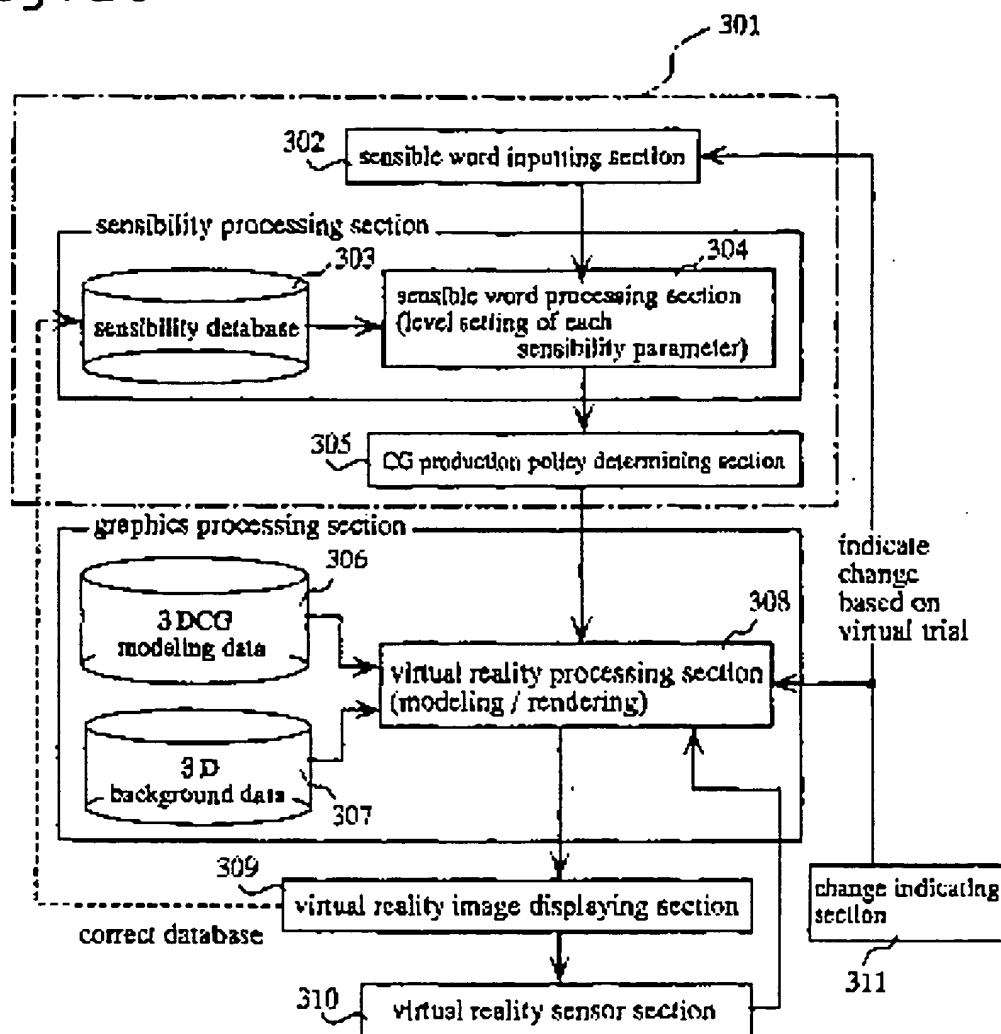 301
302
sensible word inputting section
sensibility processing section
303
304
sensibility database
sensible word processing section
(level setting of each
sensibility parameter)
305
CG production policy determining section
graphics processing section
306
3DCG
modeling data
308
virtual reality processing section
(modeling / rendering)
3D
background data
307
indicate
change
based on
virtual trial
309
virtual reality image displaying section
correct database
change indicating
section
311
310
virtual reality sensor section